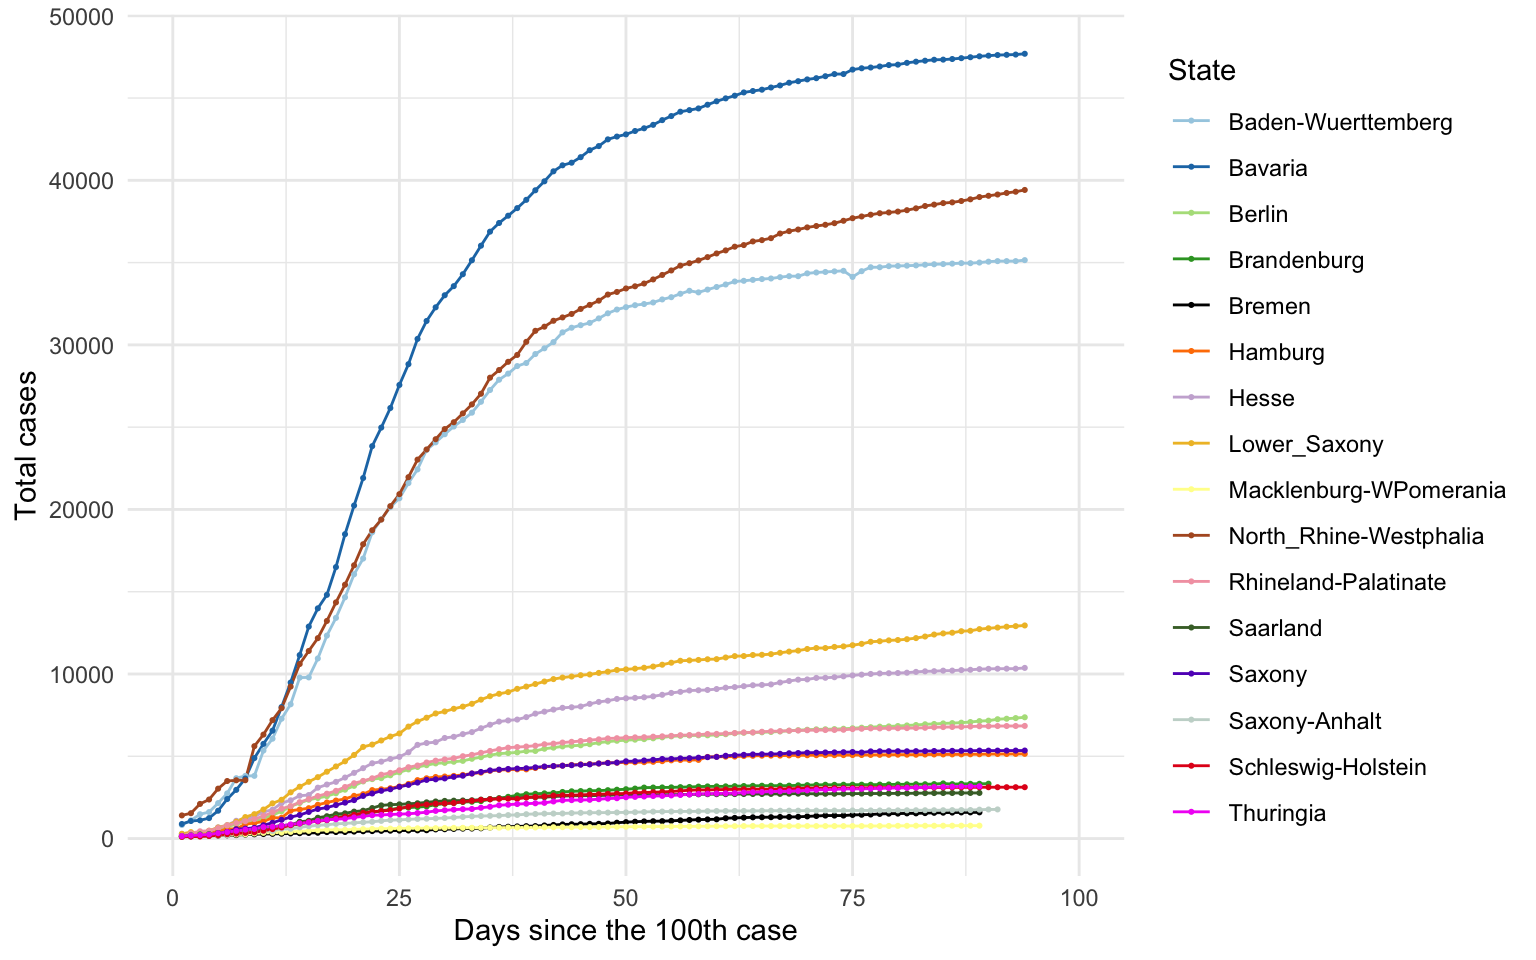 50000
40000
30000
20000
10000
0
Total cases
0
25
50
75
100
Days since the 100th case
State
Baden-Wuerttemberg
Bavaria
Berlin
Brandenburg
Bremen
Hamburg
Hesse
Lower_Saxony
Macklenburg-WPomerania
North_Rhine-Westphalia
Rhineland-Palatinate
Saarland
Saxony
Saxony-Anhalt
Schleswig-Holstein
Thuringia